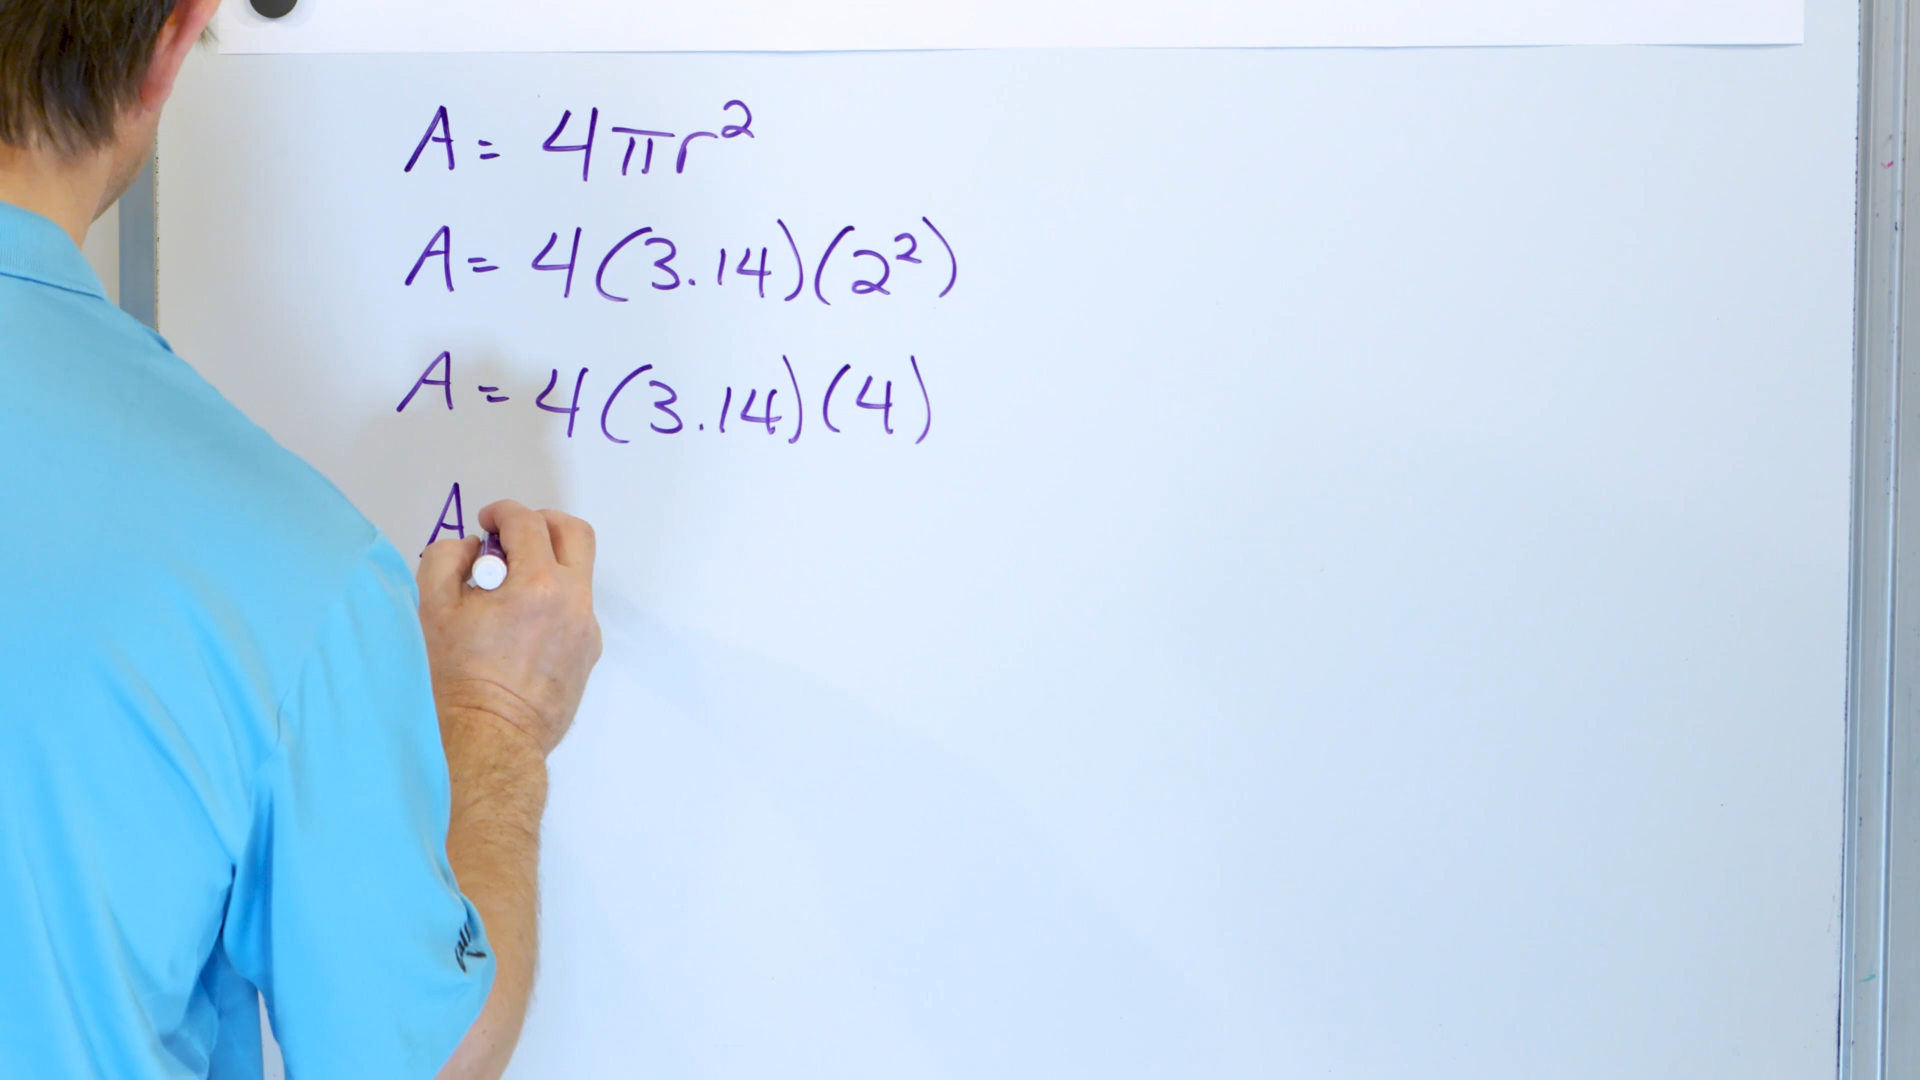 A = 4πr²
A = 4(3.14)(2²)
A = 4(3.14)(4)
A